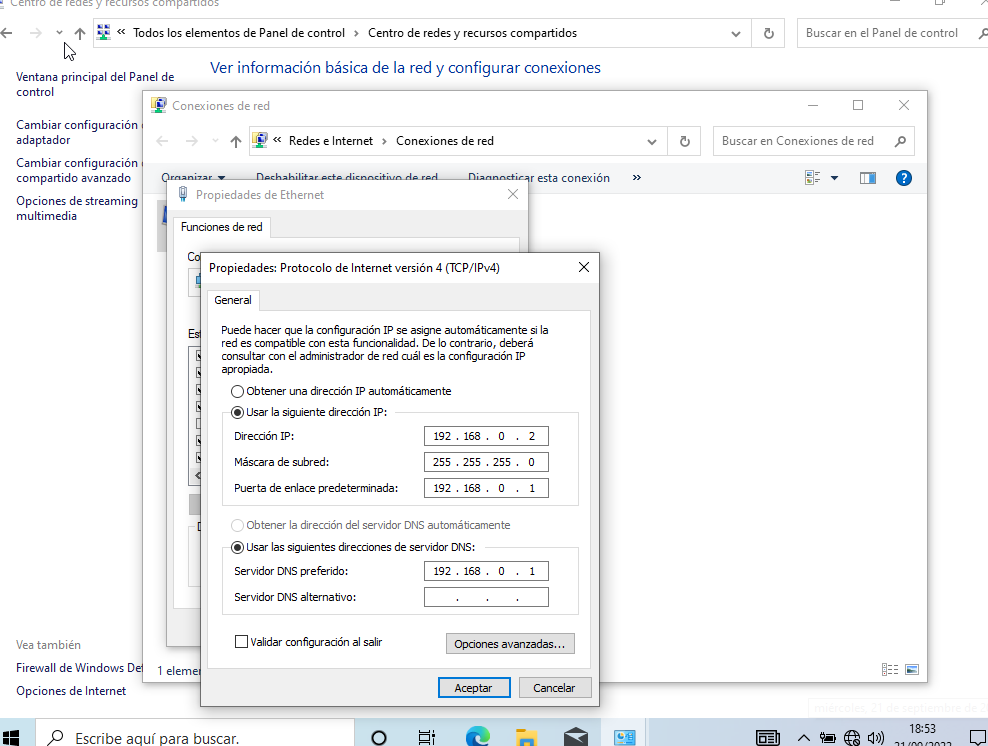 Centro de redes y recursos compartidos
« Todos los elementos de Panel de control › Centro de redes y recursos compartidos
Buscar en el Panel de control
Ventana principal del Panel de
control
Ver información básica de la red y configurar conexiones
Cambiar configuración
adaptador
Cambiar configuración
compartido avanzado
Opciones de streaming
multimedia
Conexiones de red
« Redes e Internet › Conexiones de red
Buscar en Conexiones de red
Organizar
Deshabilitar este dispositivo de red
Diagnosticar esta conexión
»
Propiedades de Ethernet
Funciones de red
Co
Est
Propiedades: Protocolo de Internet versión 4 (TCP/IPv4)
General
Puede hacer que la configuración IP se asigne automáticamente si la
red es compatible con esta funcionalidad. De lo contrario, deberá
consultar con el administrador de red cuál es la configuración IP
apropiada.
Obtener una dirección IP automáticamente
Usar la siguiente dirección IP:
Dirección IP: 192 . 168 . 0 . 2
Máscara de subred: 255 . 255 . 255 . 0
Puerta de enlace predeterminada: 192 . 168 . 0 . 1
Obtener la dirección del servidor DNS automáticamente
Usar las siguientes direcciones de servidor DNS:
Servidor DNS preferido: 192 . 168 . 0 . 1
Servidor DNS alternativo: . . .
Validar configuración al salir
Opciones avanzadas...
Aceptar
Cancelar
Vea también
Firewall de Windows Def
Opciones de Internet
1 elemen
miércoles, 21 de septiembre de 2
Escribe aquí para buscar.
18:53
21/09/2022